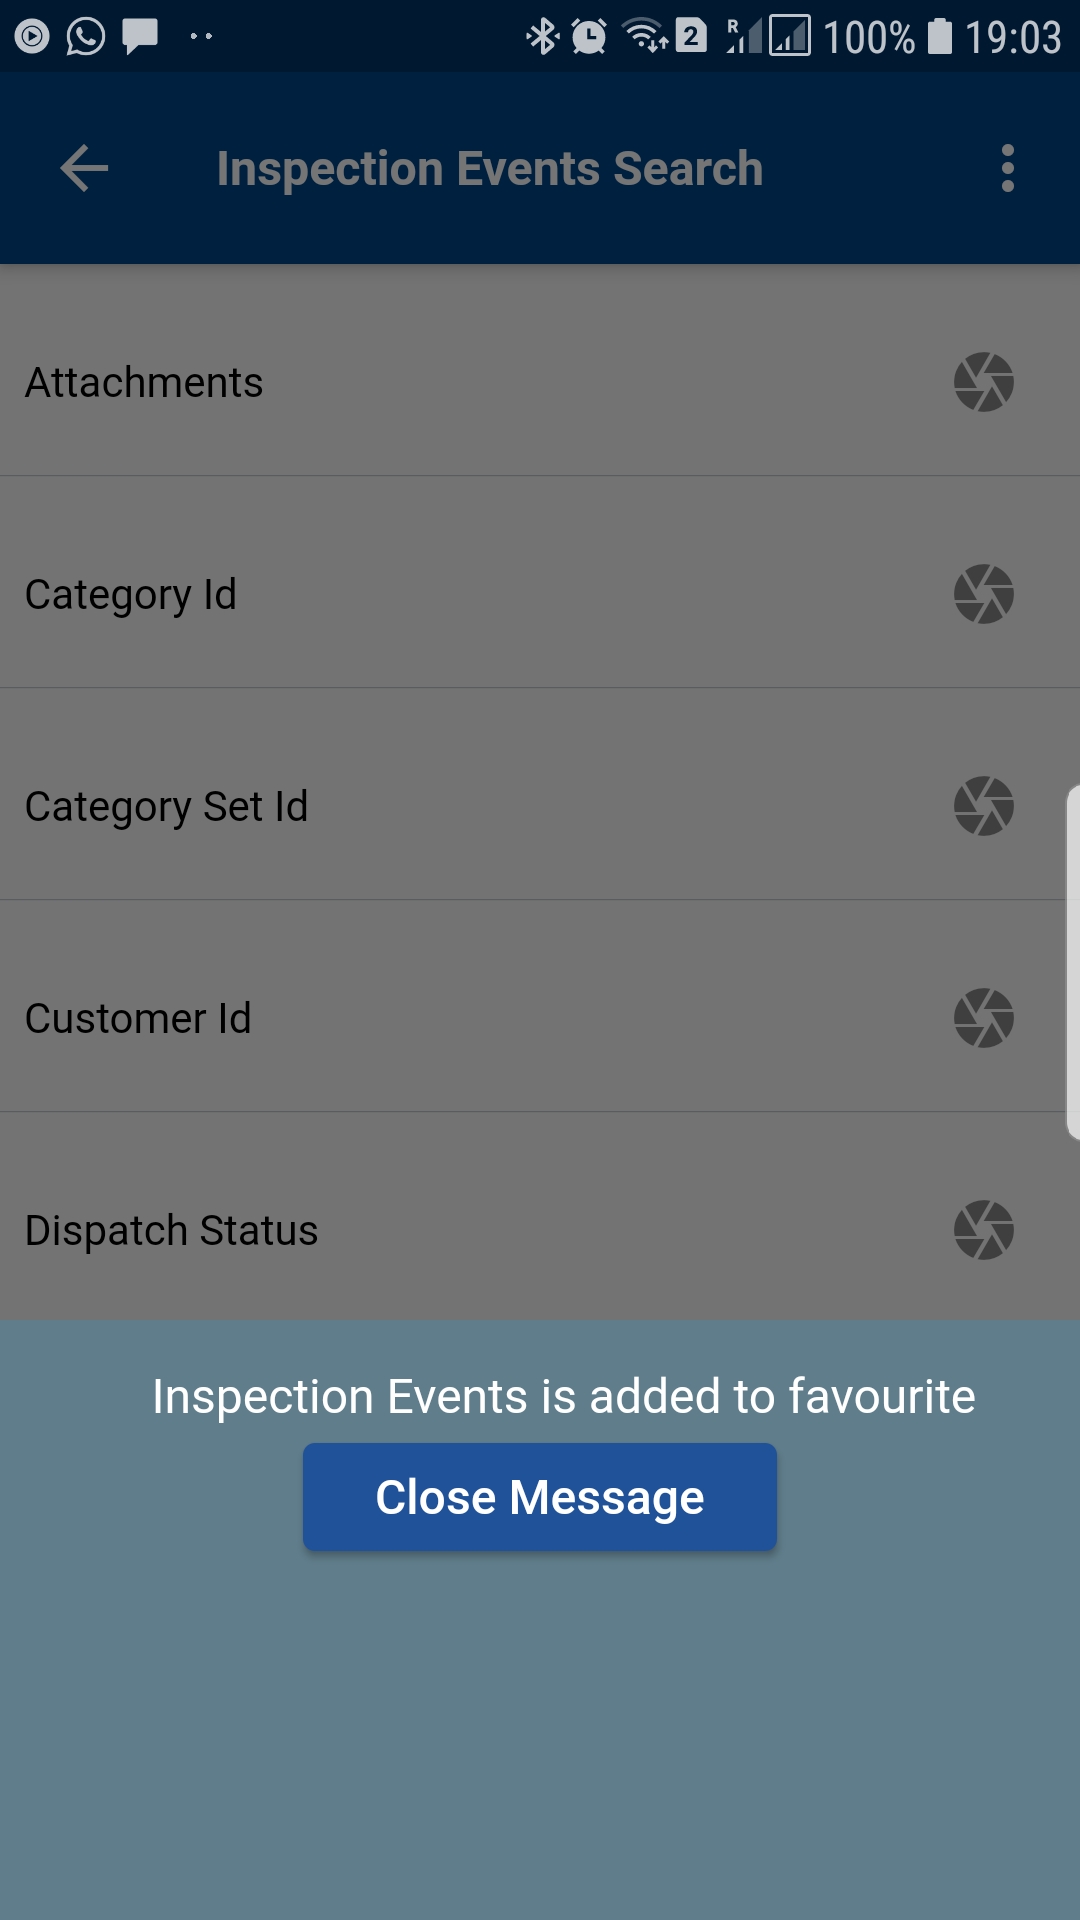 2 R 100% 19:03
Inspection Events Search
Attachments
Category Id
Category Set Id
Customer Id
Dispatch Status
Inspection Events is added to favourite
Close Message